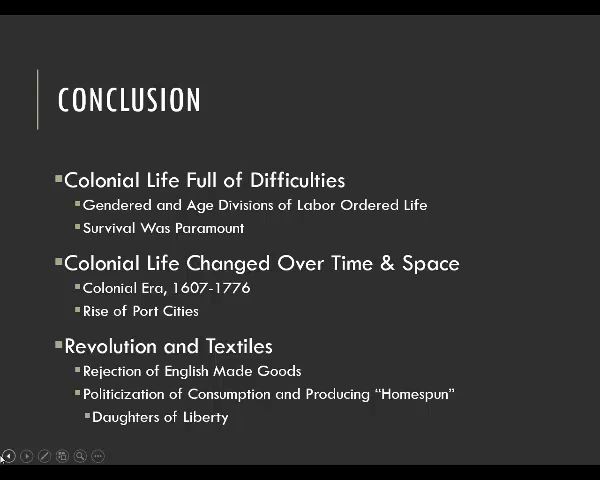 CONCLUSION
Colonial Life Full of Difficulties
Gendered and Age Divisions of Labor Ordered Life
Survival Was Paramount
Colonial Life Changed Over Time & Space
Colonial Era, 1607-1776
Rise of Port Cities
Revolution and Textiles
Rejection of English Made Goods
Politicization of Consumption and Producing “Homespun”
Daughters of Liberty